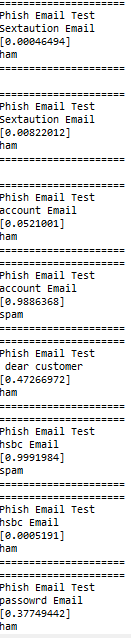 =====================
Phish Email Test
Sextaution Email
[0.00046494]
ham
=====================
=====================
Phish Email Test
Sextaution Email
[0.00822012]
ham
=====================
=====================
Phish Email Test
account Email
[0.0521001]
ham
=====================
=====================
Phish Email Test
account Email
[0.9886368]
spam
=====================
=====================
Phish Email Test
 dear customer
[0.47266972]
ham
=====================
=====================
Phish Email Test
hsbc Email
[0.9991984]
spam
=====================
=====================
Phish Email Test
hsbc Email
[0.0005191]
ham
=====================
=====================
Phish Email Test
passowrd Email
[0.37749442]
ham
=====================